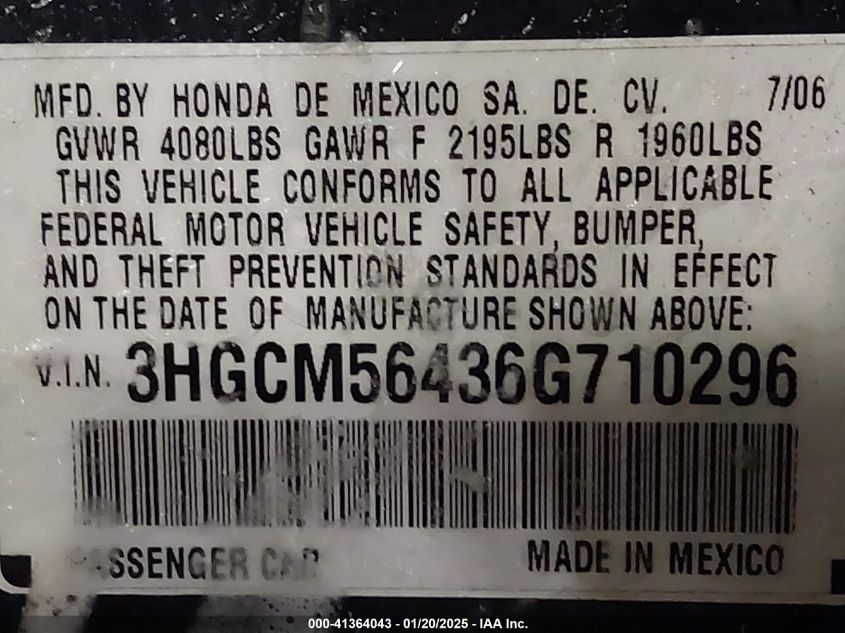 MFD. BY HONDA DE MEXICO SA. DE. CV. 7/06
GVWR 4080LBS GAWR F 2195LBS R 1960LBS
THIS VEHICLE CONFORMS TO ALL APPLICABLE
FEDERAL MOTOR VEHICLE SAFETY, BUMPER,
AND THEFT PREVENTION STANDARDS IN EFFECT
ON THE DATE OF MANUFACTURE SHOWN ABOVE:
V.I.N. 3HGCM56436G710296
PASSENGER CAR MADE IN MEXICO
000-41364043 - 01/20/2025 - IAA Inc.